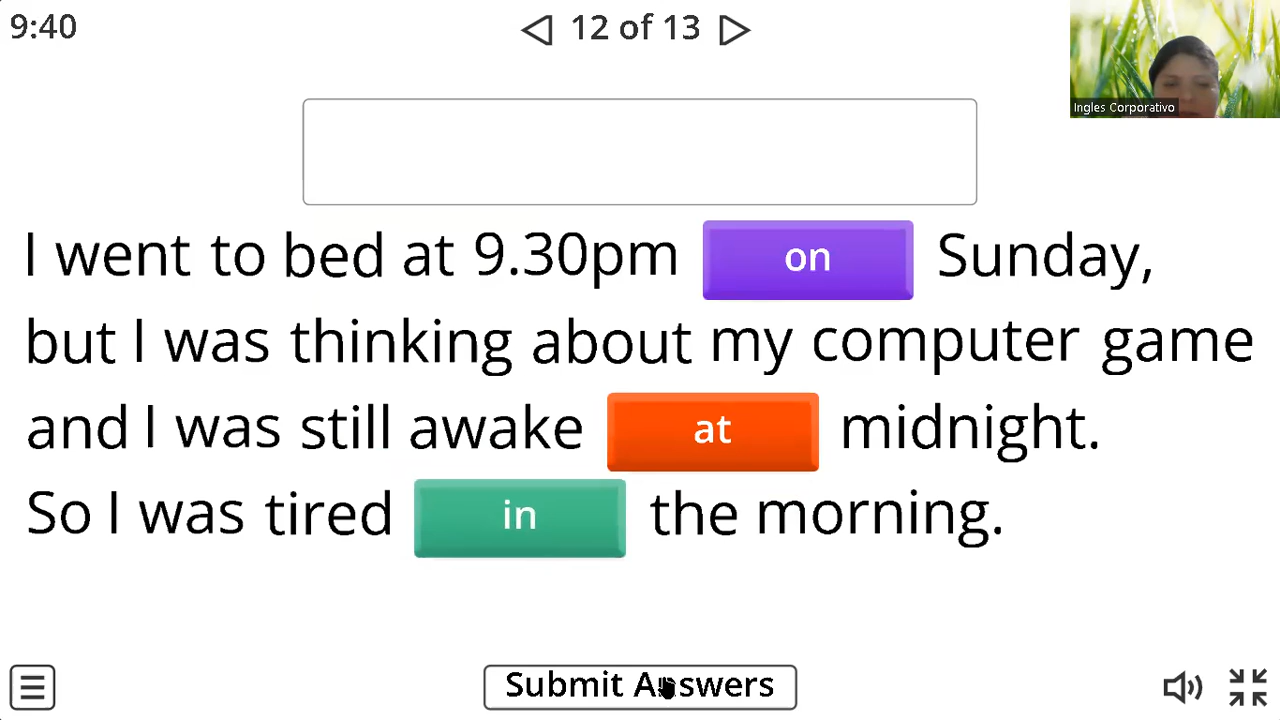 9:40
12 of 13
Ingles Corporativo
I went to bed at 9.30pm on Sunday,
but I was thinking about my computer game
and I was still awake at midnight.
So I was tired in the morning.
Submit Answers